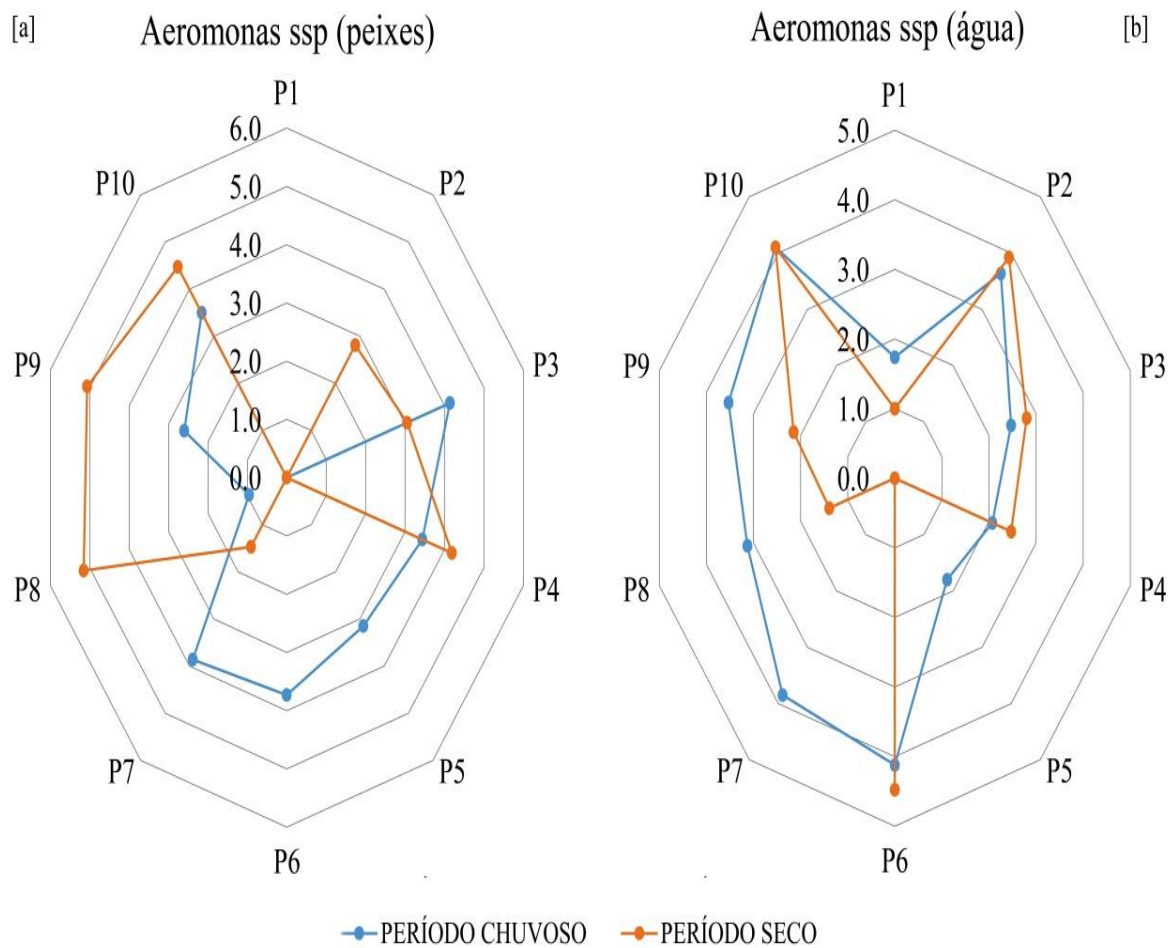 [a] Aeromonas ssp (peixes)
Aeromonas ssp (água) [b]
P1
6.0
5.0
4.0
3.0
2.0
1.0
0.0
P2
P3
P4
P5
P6
P7
P8
P9
P10
P1
5.0
4.0
3.0
2.0
1.0
0.0
P2
P3
P4
P5
P6
P7
P8
P9
P10
PERÍODO CHUVOSO PERÍODO SECO